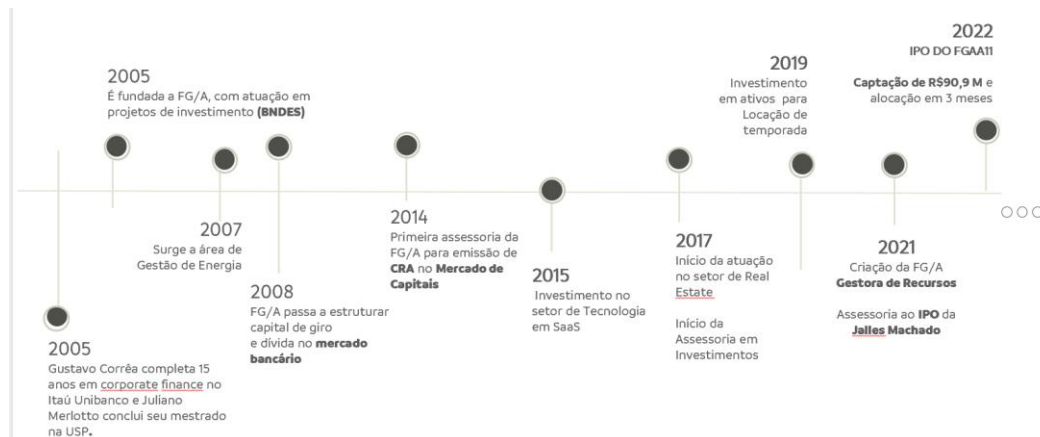 2005
Gustavo Corrêa completa 15
anos em corporate finance no
Itaú Unibanco e Juliano
Merlotto conclui seu mestrado
na USP.
2005
É fundada a FG/A, com atuação em
projetos de investimento (BNDES)
2007
Surge a área de
Gestão de Energia
2008
FG/A passa a estruturar
capital de giro
e dívida no mercado
bancário
2014
Primeira assessoria da
FG/A para emissão de
CRA no Mercado de
Capitais
2015
Investimento no
setor de Tecnologia
em SaaS
2017
Início da atuação
no setor de Real
Estate
Início da
Assessoria em
Investimentos
2019
Investimento
em ativos para
Locação de
temporada
2021
Criação da FG/A
Gestora de Recursos
Assessoria ao IPO da
Jalles Machado
2022
IPO DO FGAA11
Captação de R$90,9 M e
alocação em 3 meses